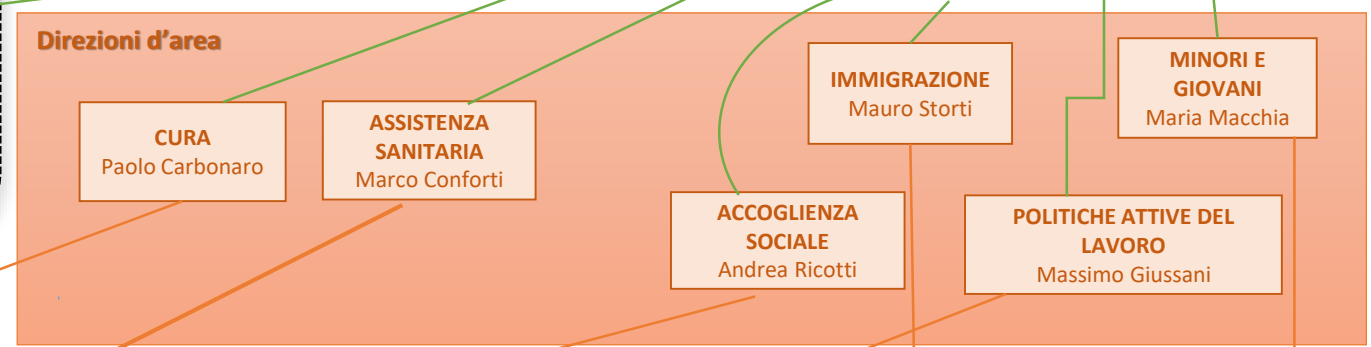 Direzioni d'area
CURA
Paolo Carbonaro
ASSISTENZA
SANITARIA
Marco Conforti
ACCOGLIENZA
SOCIALE
Andrea Ricotti
IMMIGRAZIONE
Mauro Storti
POLITICHE ATTIVE DEL
LAVORO
Massimo Giussani
MINORI E
GIOVANI
Maria Macchia